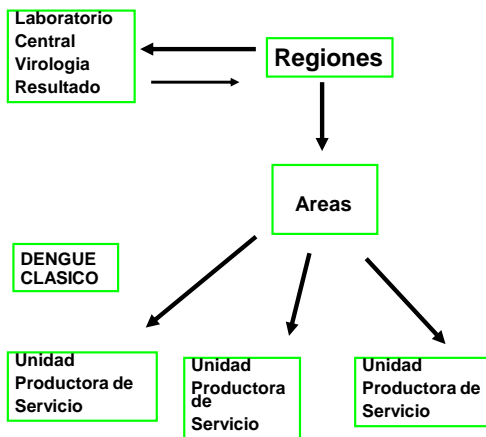 Laboratorio
Central
Virologia
Resultado
Regiones
Areas
DENGUE
CLASICO
Unidad
Productora de
Servicio
Unidad
Productora
de
Servicio
Unidad
Productora de
Servicio